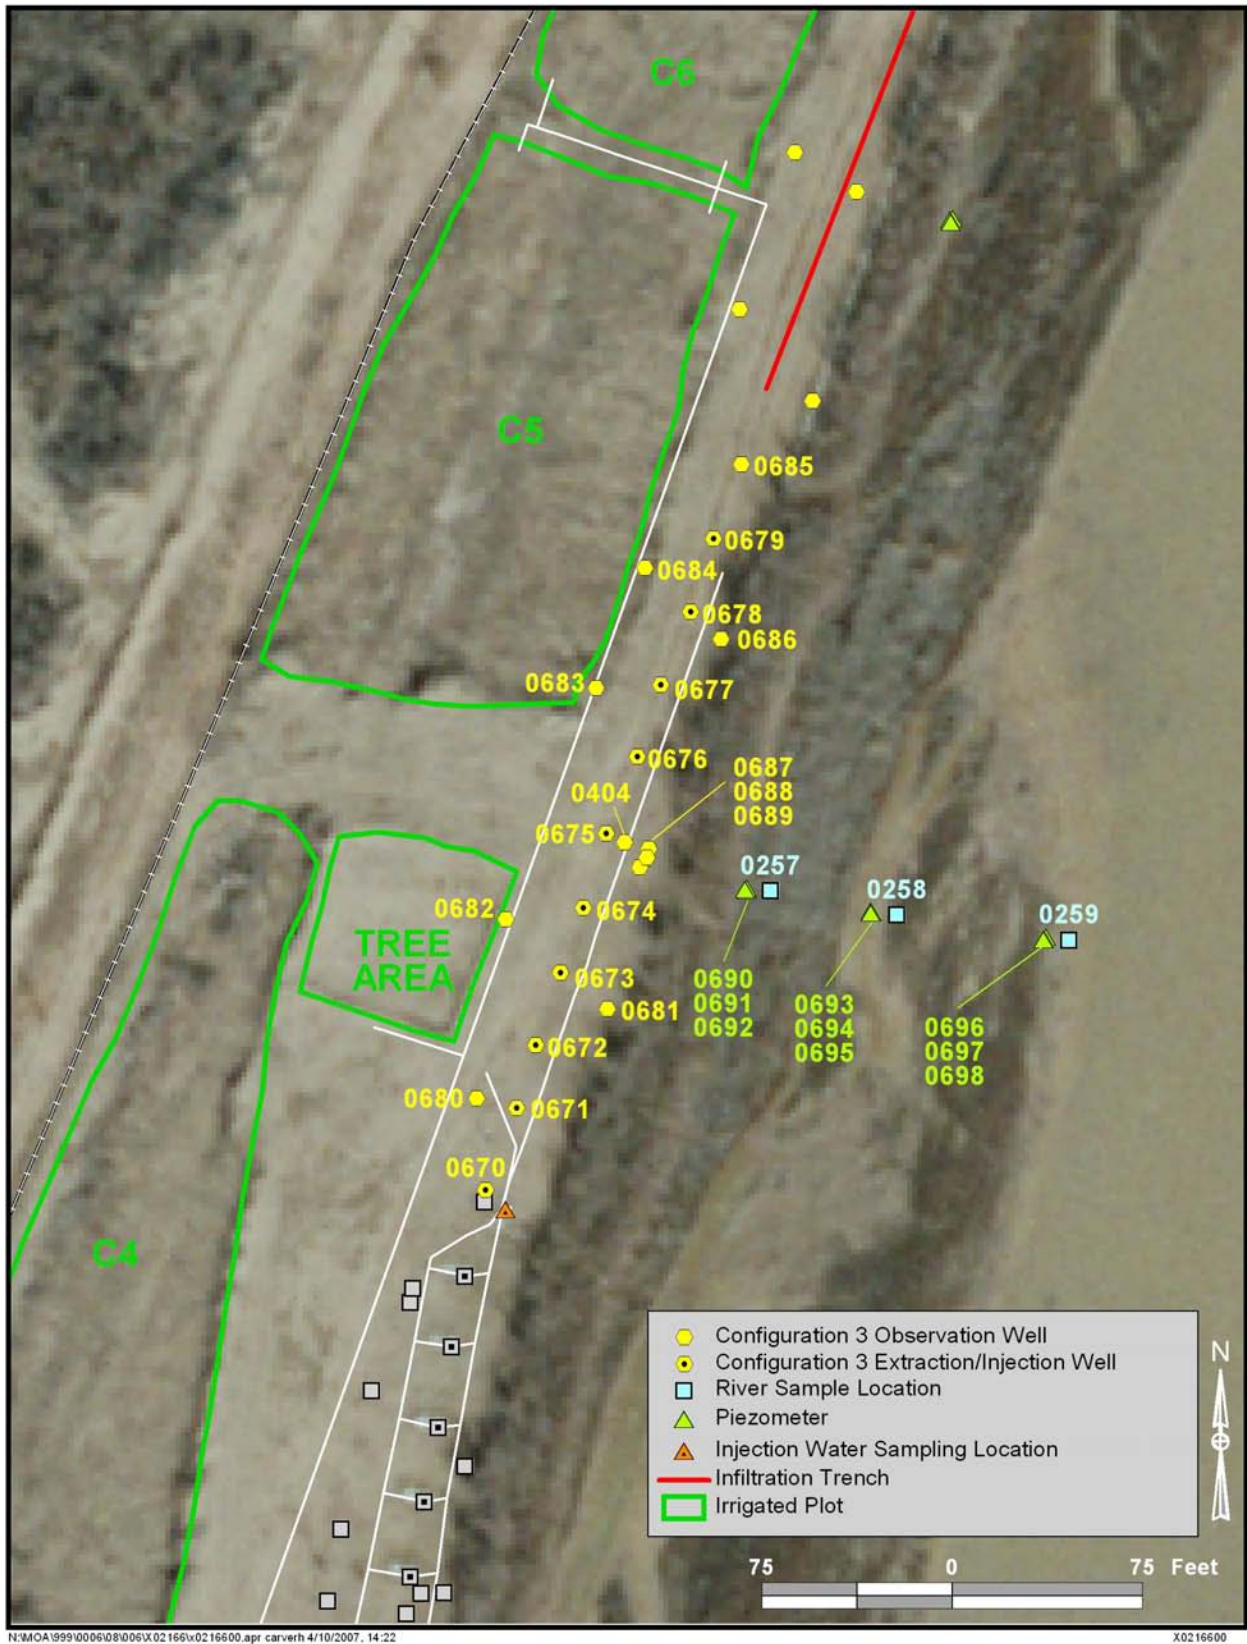 C6
C5
0685
0679
0684
0678
0686
0683
0677
0676
0687
0688
0689
0404
0675
0257
0258
0259
0682
0674
TREE
AREA
0673
0690
0691
0692
0693
0694
0695
0696
0697
0698
0681
0672
0680
0671
0670
C4
Configuration 3 Observation Well
Configuration 3 Extraction/Injection Well
River Sample Location
Piezometer
Injection Water Sampling Location
Infiltration Trench
Irrigated Plot
N
75 0 75 Feet
N:\MOA\999\0006\08\006\X02166\x0216600.apr carverh 4/10/2007, 14:22
X0216600